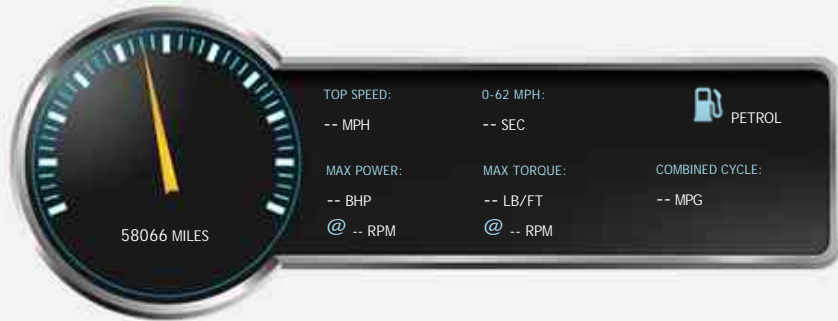 TOP SPEED:
-- MPH
0-62 MPH:
-- SEC
PETROL
MAX POWER:
-- BHP
@ -- RPM
MAX TORQUE:
-- LB/FT
@ -- RPM
COMBINED CYCLE:
-- MPG
58066 MILES